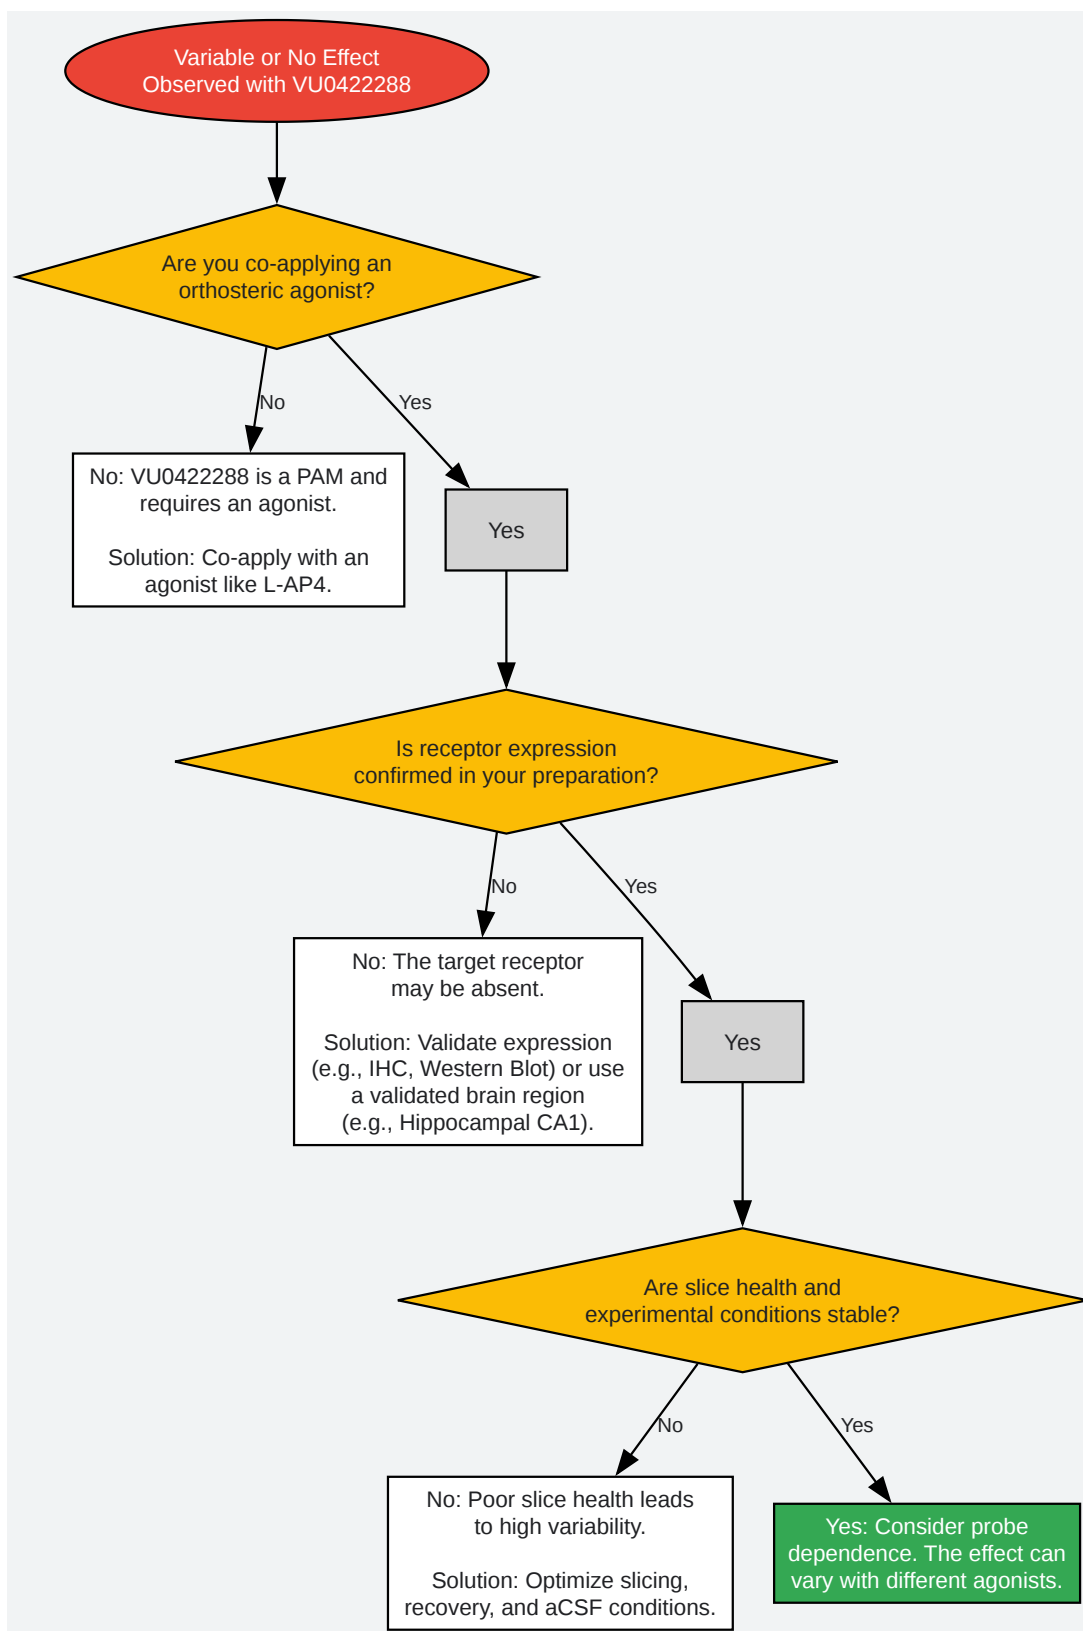 Variable or No Effect
Observed with VU0422288
Are you co-applying an
orthosteric agonist?
No
Yes
No: VU0422288 is a PAM and
requires an agonist.
Solution: Co-apply with an
agonist like L-AP4.
Yes
Is receptor expression
confirmed in your preparation?
No
Yes
No: The target receptor
may be absent.
Solution: Validate expression
(e.g., IHC, Western Blot) or use
a validated brain region
(e.g., Hippocampal CA1).
Yes
Are slice health and
experimental conditions stable?
No
Yes
No: Poor slice health leads
to high variability.
Solution: Optimize slicing,
recovery, and aCSF conditions.
Yes: Consider probe
dependence. The effect can
vary with different agonists.